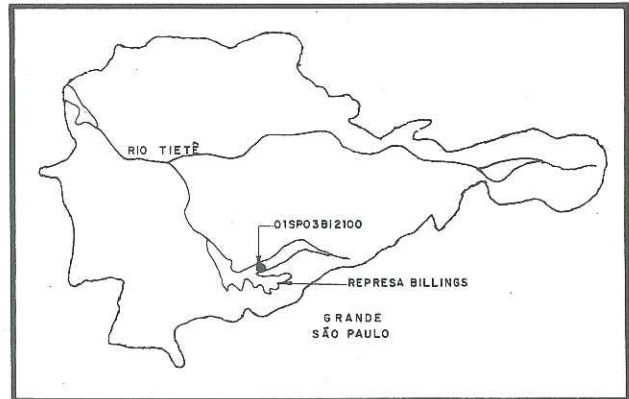 RIO TIETÊ
01SP03BI2100
REPRESA BILLINGS
GRANDE
SÃO PAULO